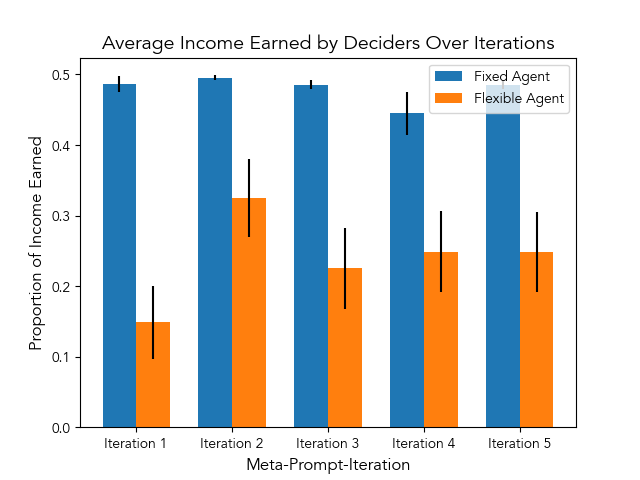 Average Income Earned by Deciders Over Iterations
Fixed Agent
Flexible Agent
Proportion of Income Earned
0.5
0.4
0.3
0.2
0.1
0.0
Iteration 1
Iteration 2
Iteration 3
Iteration 4
Iteration 5
Meta-Prompt-Iteration